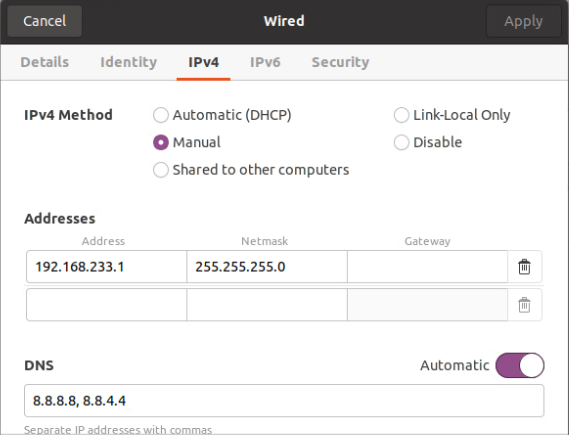 Cancel Wired Apply
Details Identity IPv4 IPv6 Security
IPv4 Method Automatic (DHCP) Link-Local Only
Manual Disable
Shared to other computers
Addresses
Address Netmask Gateway
192.168.233.1 255.255.255.0
DNS Automatic
8.8.8.8, 8.8.4.4
Separate IP addresses with commas